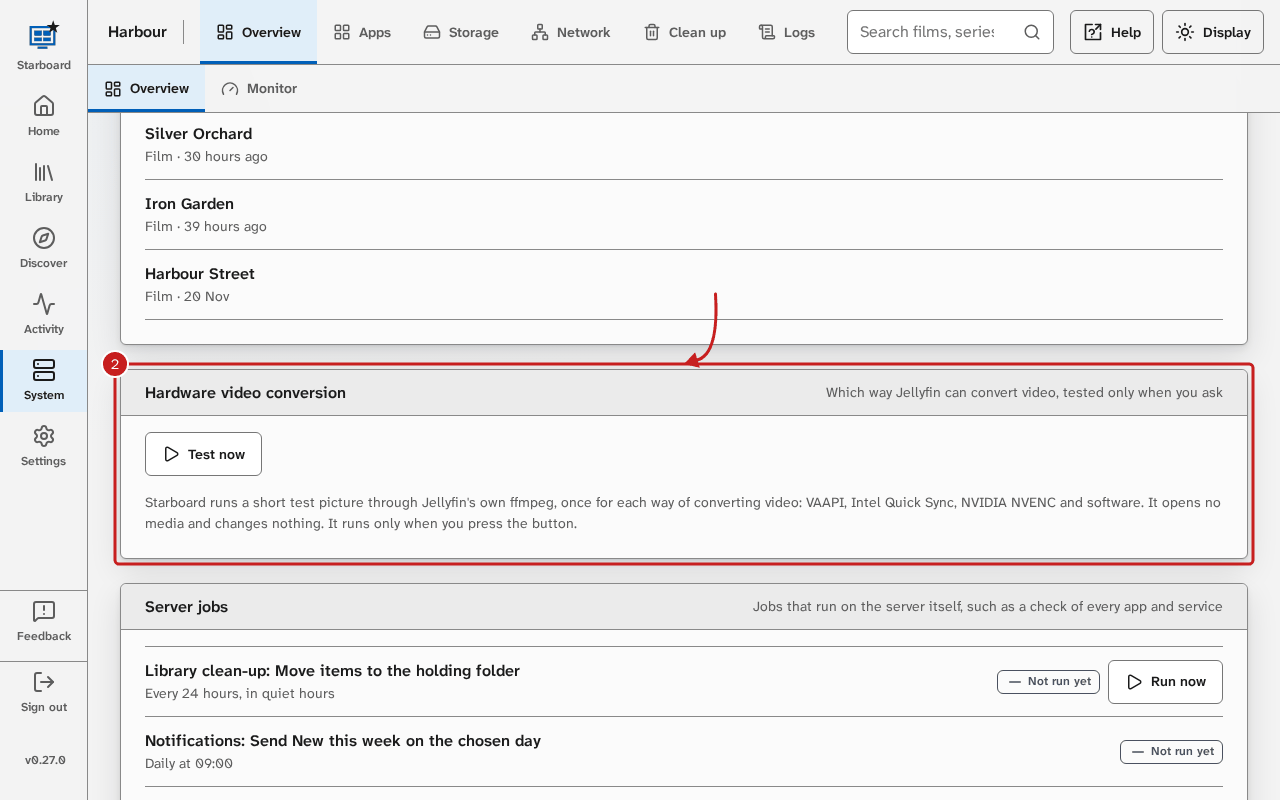 Starboard
Home
Library
Discover
Activity
System
Settings
Feedback
Sign out
v0.27.0
Harbour
Overview
Apps
Storage
Network
Clean up
Logs
Search films, series
Help
Display
Overview
Monitor
Silver Orchard
Film · 30 hours ago
Iron Garden
Film · 39 hours ago
Harbour Street
Film · 20 Nov
2
Hardware video conversion
Which way Jellyfin can convert video, tested only when you ask
Test now
Starboard runs a short test picture through Jellyfin's own ffmpeg, once for each way of converting video: VAAPI, Intel Quick Sync, NVIDIA NVENC and software. It opens no
media and changes nothing. It runs only when you press the button.
Server jobs
Jobs that run on the server itself, such as a check of every app and service
Library clean-up: Move items to the holding folder
Every 24 hours, in quiet hours
Not run yet
Run now
Notifications: Send New this week on the chosen day
Daily at 09:00
Not run yet